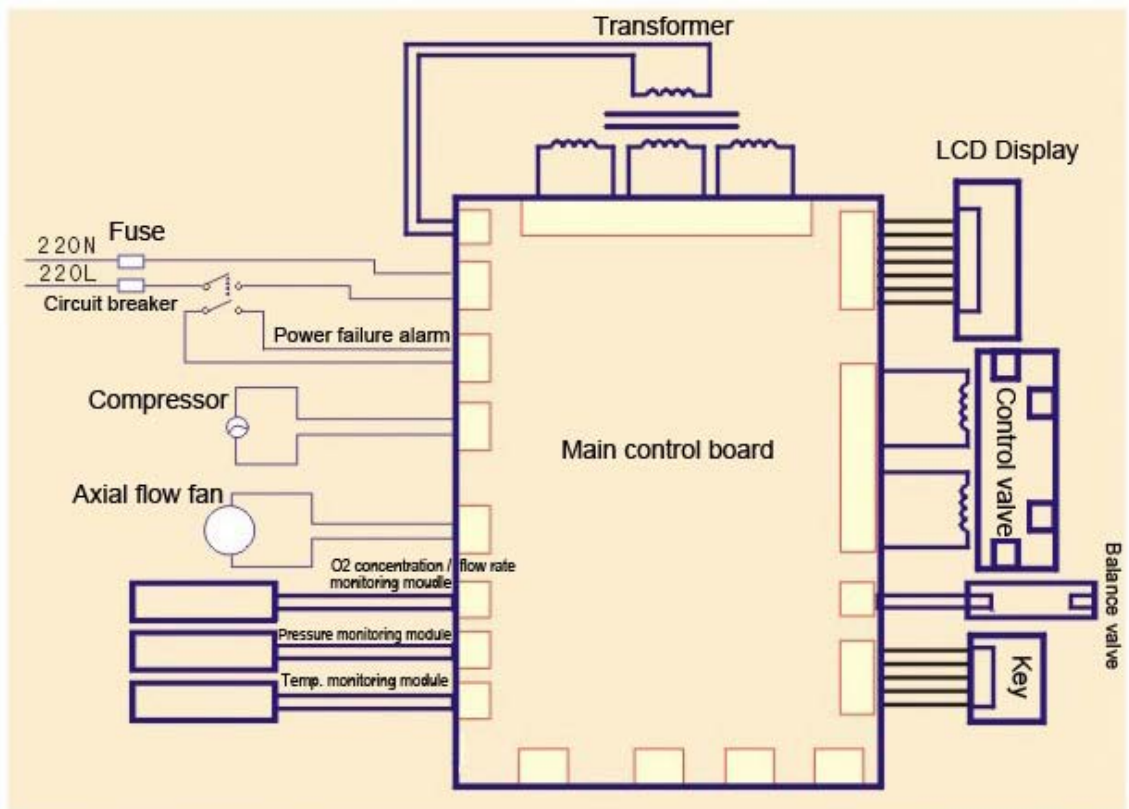 Transformer
LCD Display
Fuse
220N
220L
Circuit breaker
Power failure alarm
Compressor
Control valve
Main control board
Axial flow fan
O2 concentration / flow rate
monitoring moudle
Balance valve
Pressure monitoring module
Key
Temp. monitoring module